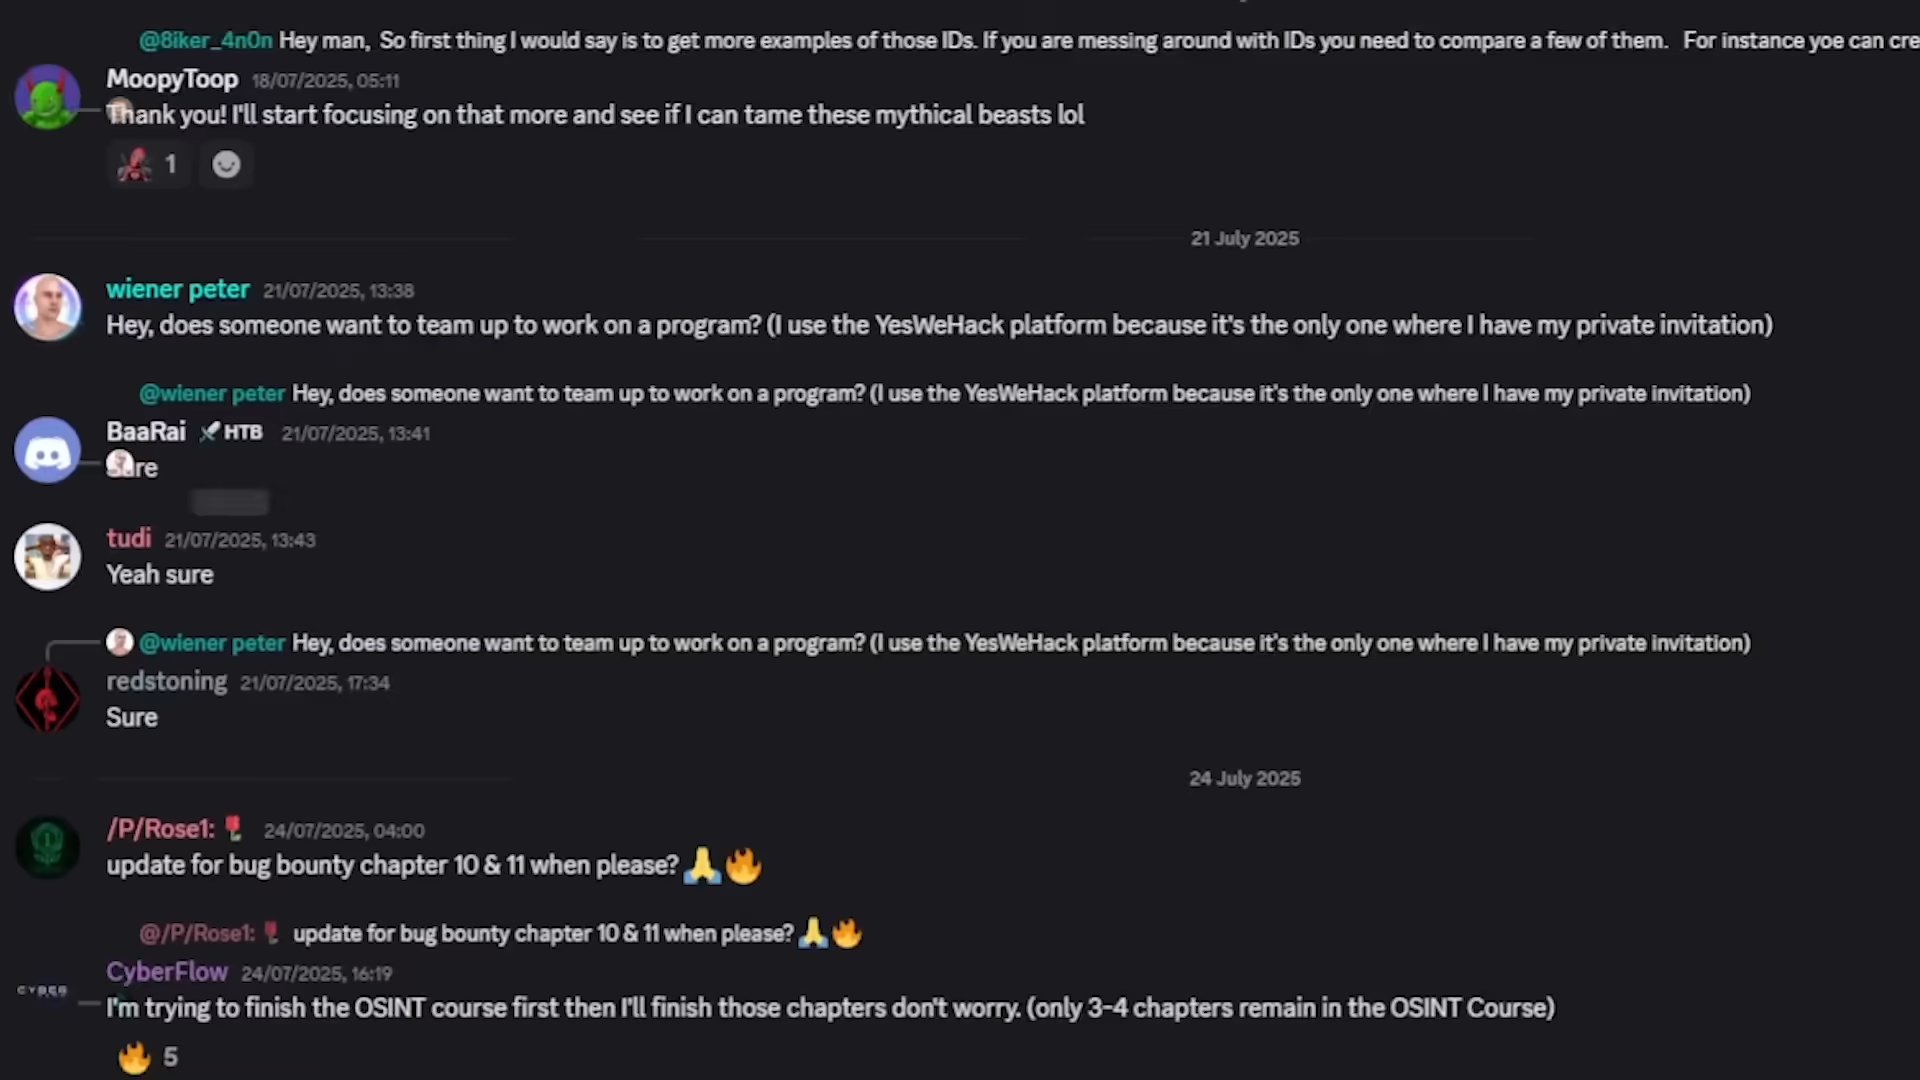 @8iker_4n0n Hey man, So first thing I would say is to get more examples of those IDs. If you are messing around with IDs you need to compare a few of them. For instance yoe can cre
MoopyToop 18/07/2025, 05:11
Thank you! I'll start focusing on that more and see if I can tame these mythical beasts lol
1
21 July 2025
wiener peter 21/07/2025, 13:38
Hey, does someone want to team up to work on a program? (I use the YesWeHack platform because it's the only one where I have my private invitation)
@wiener peter Hey, does someone want to team up to work on a program? (I use the YesWeHack platform because it's the only one where I have my private invitation)
BaaRai HTB 21/07/2025, 13:41
Sure
tudi 21/07/2025, 13:43
Yeah sure
@wiener peter Hey, does someone want to team up to work on a program? (I use the YesWeHack platform because it's the only one where I have my private invitation)
redstoning 21/07/2025, 17:34
Sure
24 July 2025
/P/Rose1: 🌹 24/07/2025, 04:00
update for bug bounty chapter 10 & 11 when please? 🙏🔥
@/P/Rose1: 🌹 update for bug bounty chapter 10 & 11 when please? 🙏🔥
CyberFlow 24/07/2025, 16:19
CYBER
I'm trying to finish the OSINT course first then I'll finish those chapters don't worry. (only 3-4 chapters remain in the OSINT Course)
🔥 5